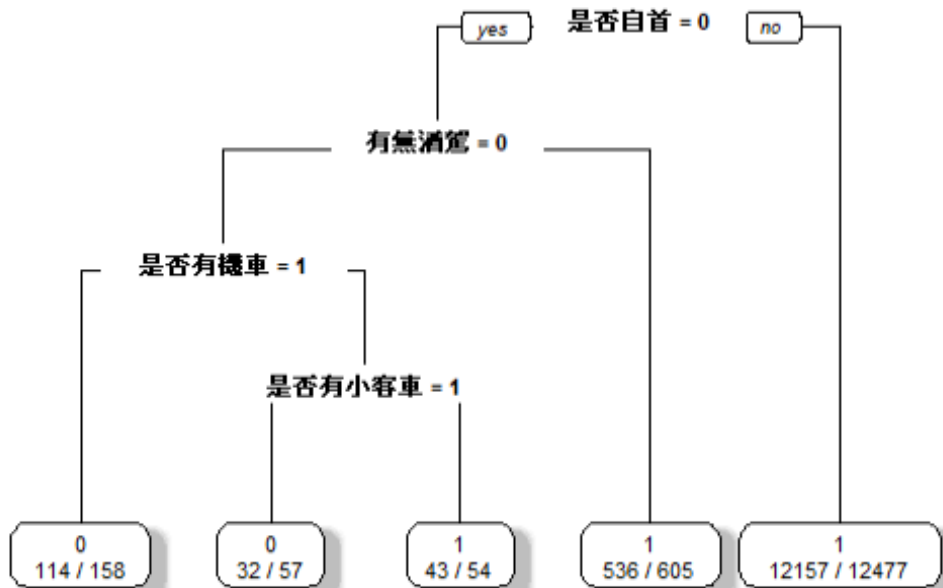 yes
是否自首 = 0
no
有無酒駕 = 0
是否有機車 = 1
是否有小客車 = 1
0
114 / 158
0
32 / 57
1
43 / 54
1
536 / 605
1
12157 / 12477